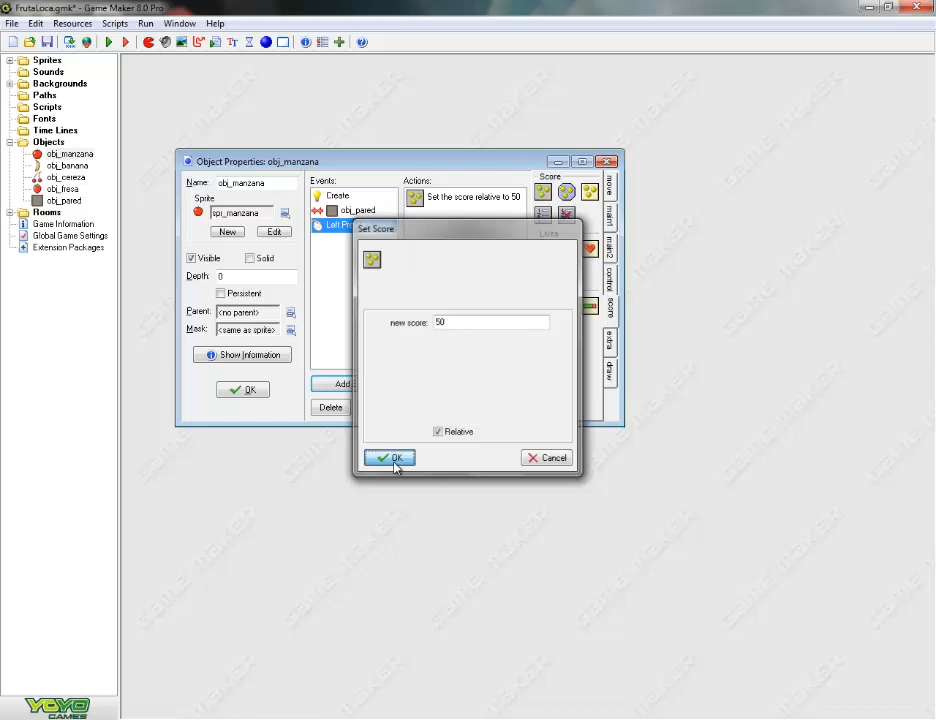 FrutaLoca.gmk* - Game Maker 8.0 Pro
File Edit Resources Scripts Run Window Help
Sprites
Sounds
Backgrounds
Paths
Scripts
Fonts
Time Lines
Objects
obj_manzana
obj_banana
obj_cereza
obj_fresa
obj_pared
Rooms
Game Information
Global Game Settings
Extension Packages
Object Properties: obj_manzana
Name: obj_manzana
Sprite
spr_manzana
New Edit
Visible Solid
Depth: 0
Persistent
Parent: <no parent>
Mask: <same as sprite>
Show Information
OK
Events:
Create
obj_pared
Left Pr
Add
Delete
Actions:
Set the score relative to 50
Score
Lives
move
main1
main2
control
score
extra
draw
Set Score
new score: 50
Relative
OK Cancel
YOYO
GAMES